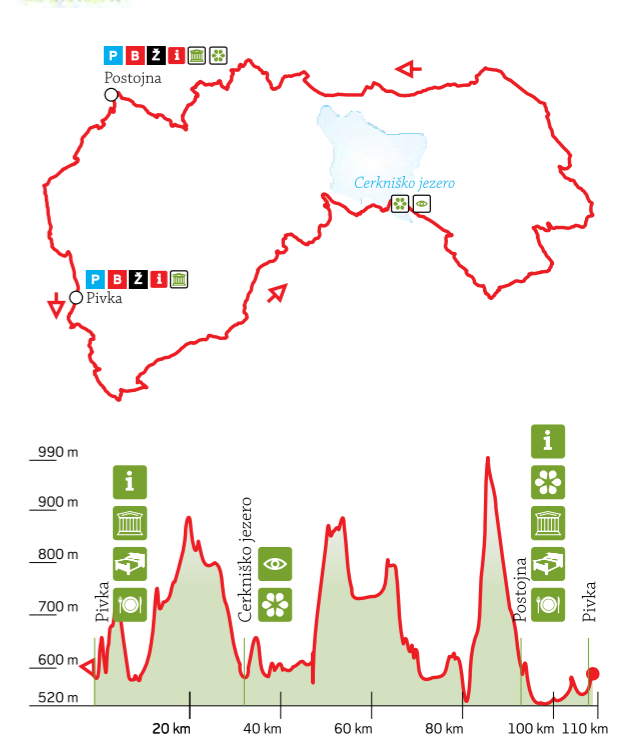 P B Ž i
Postojna
Cerkniško jezero
P B Ž i
Pivka
990 m
900 m
800 m
700 m
600 m
520 m
Pivka
i
Cerkniško jezero
Postojna
i
Pivka
20 km 40 km 60 km 80 km 100 km 110 km